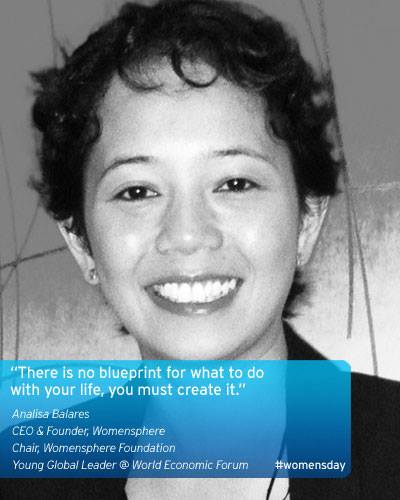 “There is no blueprint for what to do
with your life, you must create it.”
Analisa Balares
CEO & Founder, Womensphere
Chair, Womensphere Foundation
Young Global Leader @ World Economic Forum
#womensday